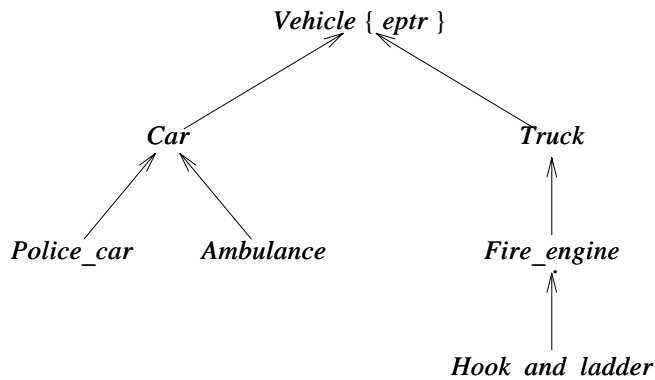 Vehicle { eptr }
Car Truck
Police_car Ambulance Fire_engine
Hook and ladder